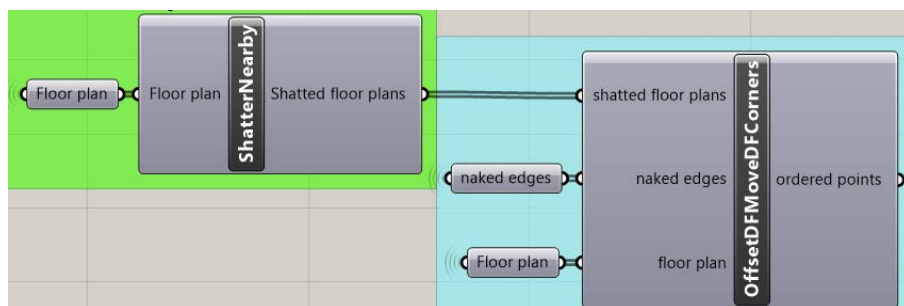 Floor plan
Floor plan
ShatterNearby
Shatted floor plans
shatted floor plans
naked edges
naked edges
Floor plan
floor plan
OffsetDFMoveDFCorners
ordered points